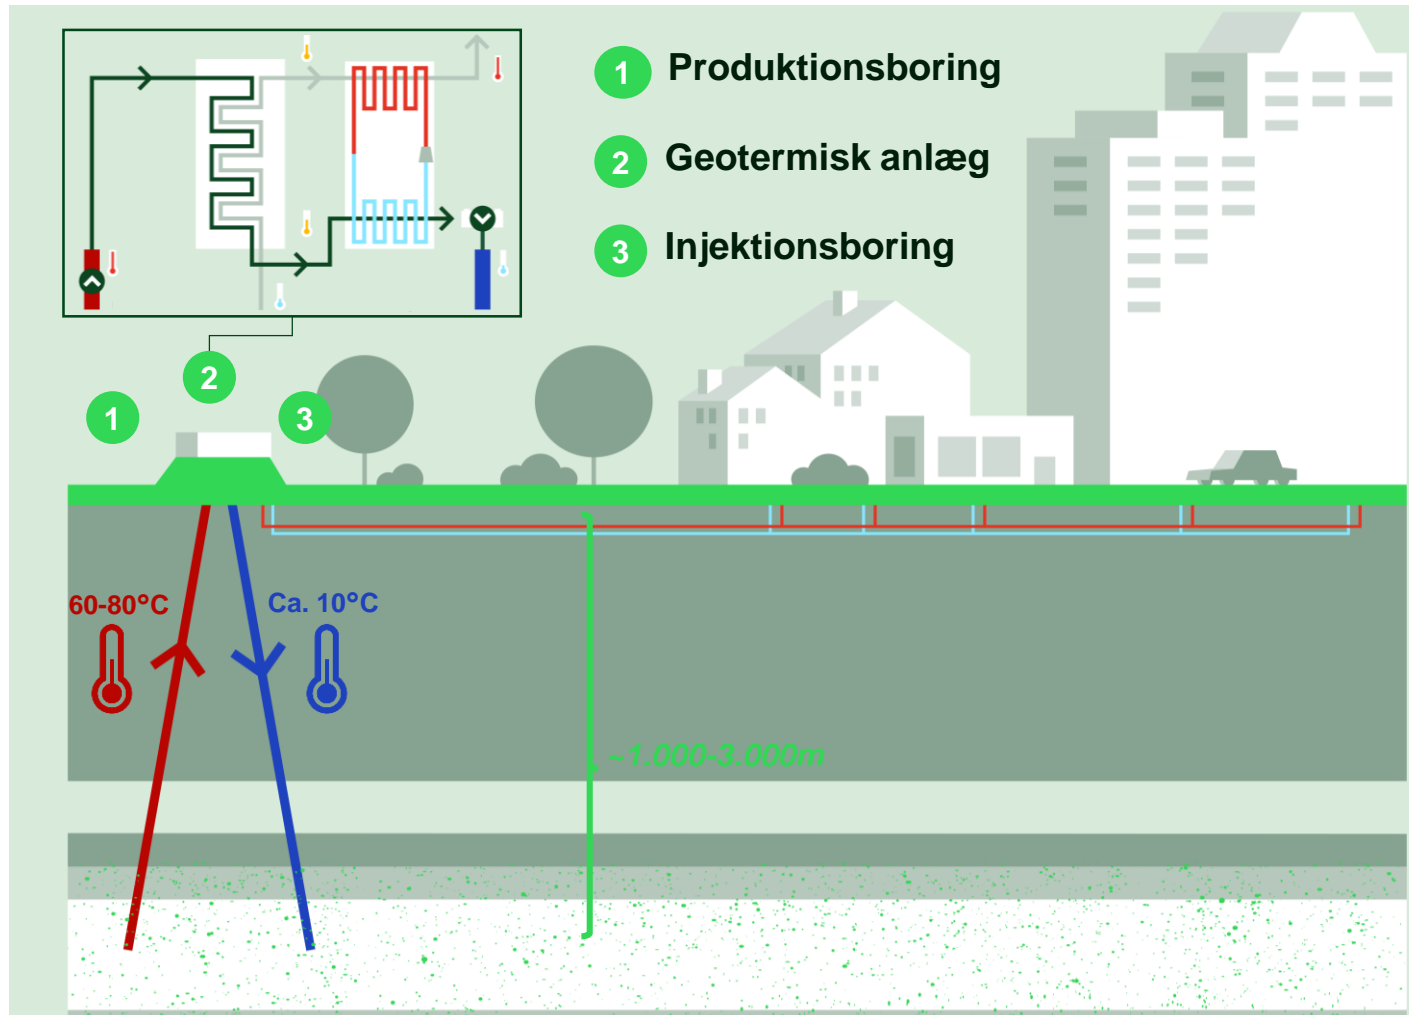 1 Produktionsboring
2 Geotermisk anlæg
3 Injektionsboring
2
1
3
60-80°C
Ca. 10°C
~1.000-3.000m